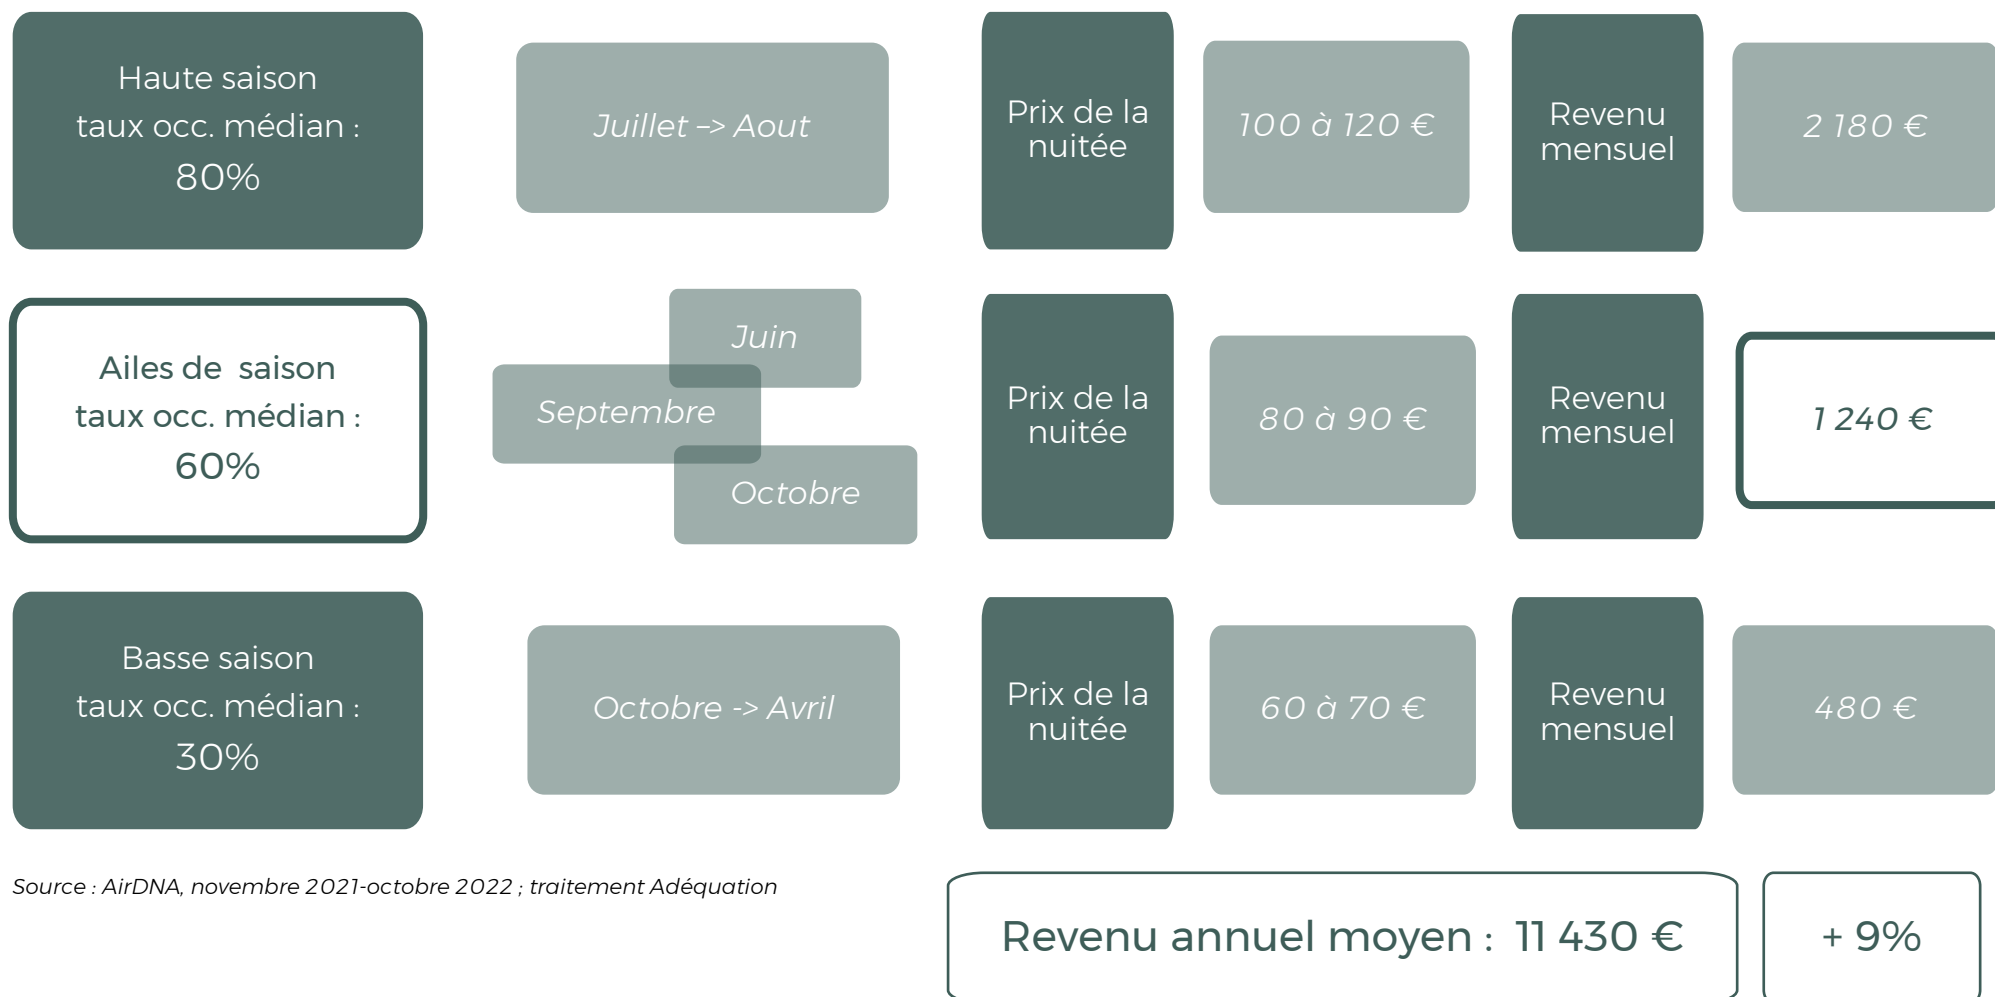 Haute saison
taux occ. médian :
80%
Juillet –> Aout
Prix de la
nuitée
100 à 120 €
Revenu
mensuel
2 180 €
Ailes de  saison
taux occ. médian :
60%
Juin
Septembre
Octobre
Prix de la
nuitée
80 à 90 €
Revenu
mensuel
1 240 €
Basse saison
taux occ. médian :
30%
Octobre -> Avril
Prix de la
nuitée
60 à 70 €
Revenu
mensuel
480 €
Source : AirDNA, novembre 2021-octobre 2022 ; traitement Adéquation
Revenu annuel moyen :  11 430 €
+ 9%